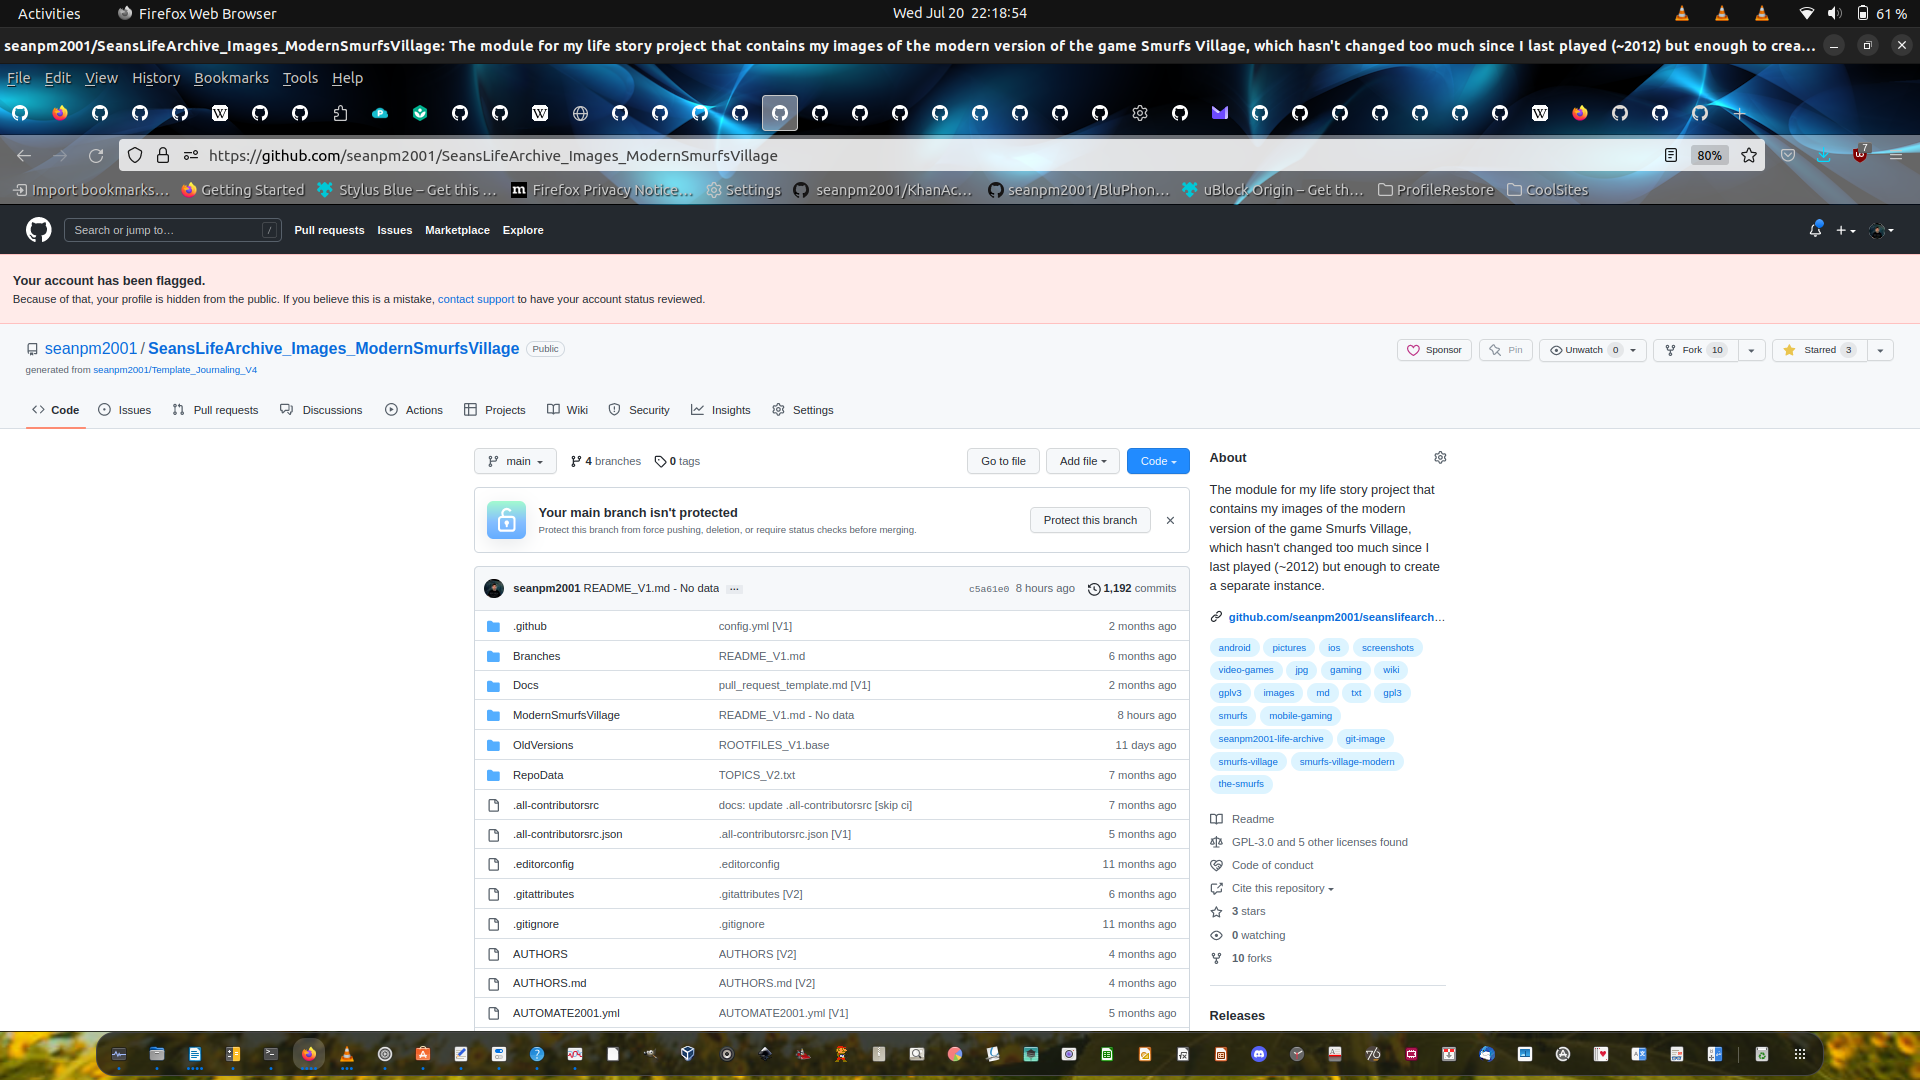 Activities Firefox Web Browser Wed Jul 20 22:18:54 61 %
seanpm2001/SeansLifeArchive_Images_ModernSmurfsVillage: The module for my life story project that contains my images of the modern version of the game Smurfs Village, which hasn't changed too much since I last played (~2012) but enough to crea…
File Edit View History Bookmarks Tools Help
https://github.com/seanpm2001/SeansLifeArchive_Images_ModernSmurfsVillage 80% 7
Import bookmarks… Getting Started Stylus Blue – Get this … Firefox Privacy Notice… Settings seanpm2001/KhanAc… seanpm2001/BluPhon… uBlock Origin – Get th… ProfileRestore CoolSites
Search or jump to… / Pull requests Issues Marketplace Explore
Your account has been flagged.
Because of that, your profile is hidden from the public. If you believe this is a mistake, contact support to have your account status reviewed.
seanpm2001 / SeansLifeArchive_Images_ModernSmurfsVillage Public Sponsor Pin Unwatch 0 Fork 10 Starred 3
generated from seanpm2001/Template_Journaling_V4
Code Issues Pull requests Discussions Actions Projects Wiki Security Insights Settings
main 4 branches 0 tags Go to file Add file Code
Your main branch isn't protected
Protect this branch from force pushing, deletion, or require status checks before merging.
Protect this branch
seanpm2001 README_V1.md - No data … c5a61e0 8 hours ago 1,192 commits
.github config.yml [V1] 2 months ago
Branches README_V1.md 6 months ago
Docs pull_request_template.md [V1] 2 months ago
ModernSmurfsVillage README_V1.md - No data 8 hours ago
OldVersions ROOTFILES_V1.base 11 days ago
RepoData TOPICS_V2.txt 7 months ago
.all-contributorsrc docs: update .all-contributorsrc [skip ci] 7 months ago
.all-contributorsrc.json .all-contributorsrc.json [V1] 5 months ago
.editorconfig .editorconfig 11 months ago
.gitattributes .gitattributes [V2] 6 months ago
.gitignore .gitignore 11 months ago
AUTHORS AUTHORS [V2] 4 months ago
AUTHORS.md AUTHORS.md [V2] 4 months ago
AUTOMATE2001.yml AUTOMATE2001.yml [V1] 5 months ago
About
The module for my life story project that
contains my images of the modern
version of the game Smurfs Village,
which hasn't changed too much since I
last played (~2012) but enough to create
a separate instance.
github.com/seanpm2001/seanslifearch…
android pictures ios screenshots
video-games jpg gaming wiki
gplv3 images md txt gpl3
smurfs mobile-gaming
seanpm2001-life-archive git-image
smurfs-village smurfs-village-modern
the-smurfs
Readme
GPL-3.0 and 5 other licenses found
Code of conduct
Cite this repository
3 stars
0 watching
10 forks
Releases